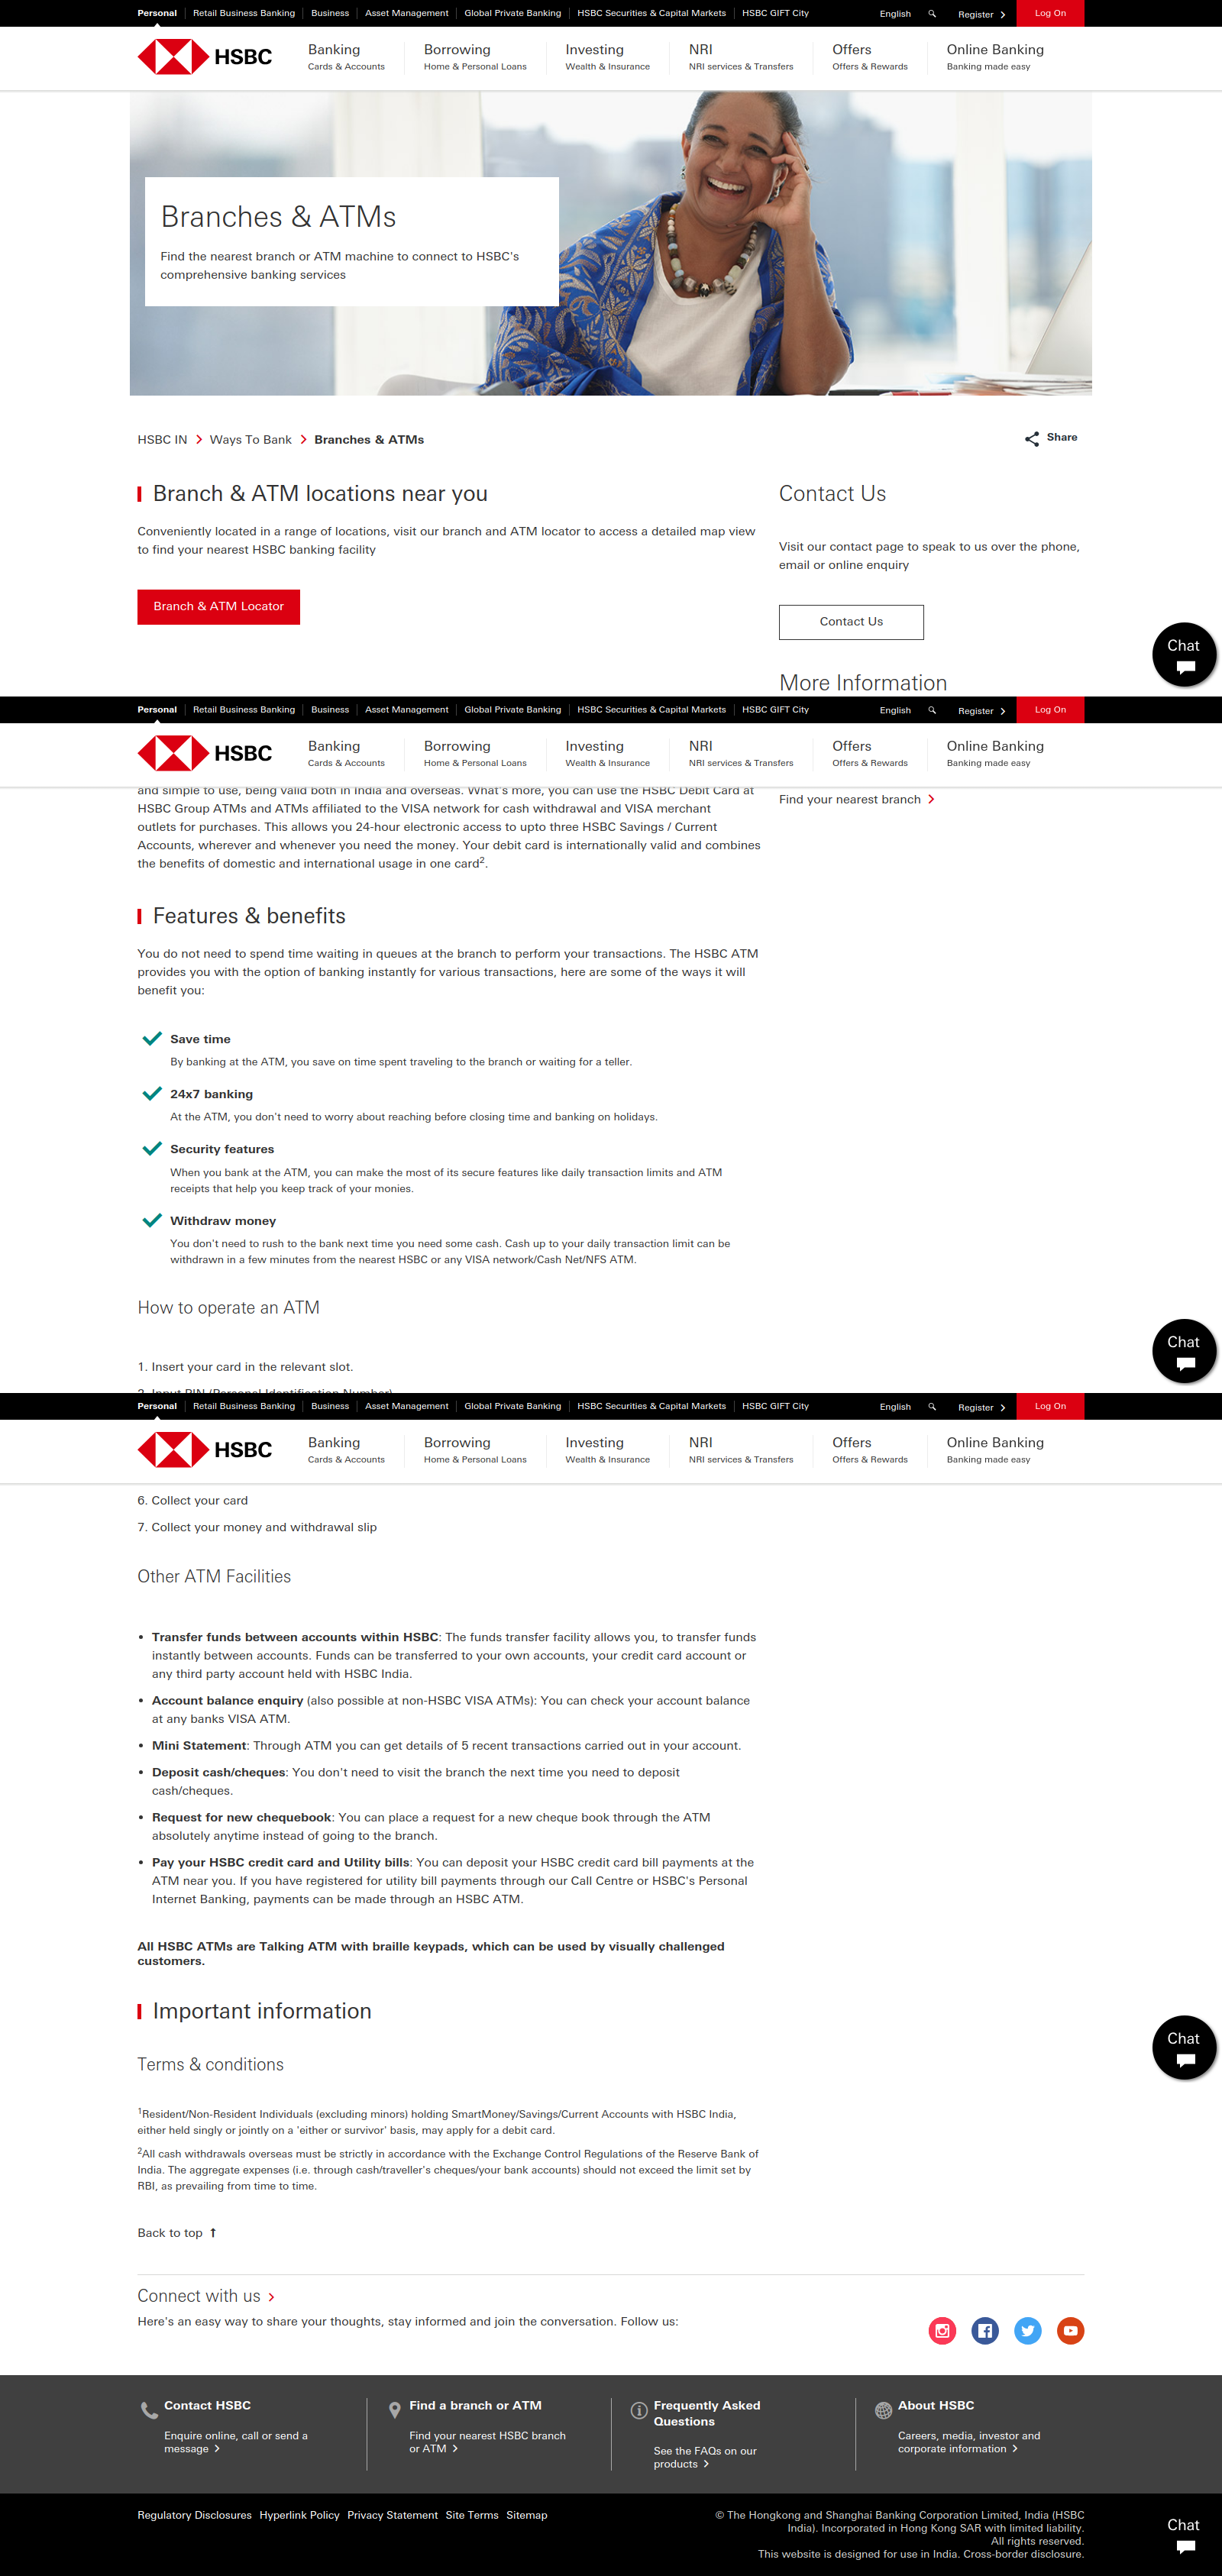 Personal Retail Business Banking Business Asset Management Global Private Banking HSBC Securities & Capital Markets HSBC GIFT City English Register Log On
HSBC
Banking Borrowing Investing NRI Offers Online Banking
Cards & Accounts Home & Personal Loans Wealth & Insurance NRI services & Transfers Offers & Rewards Banking made easy
Branches & ATMs
Find the nearest branch or ATM machine to connect to HSBC's
comprehensive banking services
HSBC IN Ways To Bank Branches & ATMs
Share
Branch & ATM locations near you
Conveniently located in a range of locations, visit our branch and ATM locator to access a detailed map view
to find your nearest HSBC banking facility
Branch & ATM Locator
Contact Us
Visit our contact page to speak to us over the phone,
email or online enquiry
Contact Us
Chat
More Information
Personal Retail Business Banking Business Asset Management Global Private Banking HSBC Securities & Capital Markets HSBC GIFT City English Register Log On
HSBC
Banking Borrowing Investing NRI Offers Online Banking
Cards & Accounts Home & Personal Loans Wealth & Insurance NRI services & Transfers Offers & Rewards Banking made easy
and simple to use, being valid both in India and overseas. What's more, you can use the HSBC Debit Card at
HSBC Group ATMs and ATMs affiliated to the VISA network for cash withdrawal and VISA merchant
outlets for purchases. This allows you 24-hour electronic access to upto three HSBC Savings / Current
Accounts, wherever and whenever you need the money. Your debit card is internationally valid and combines
the benefits of domestic and international usage in one card2.
Find your nearest branch
Features & benefits
You do not need to spend time waiting in queues at the branch to perform your transactions. The HSBC ATM
provides you with the option of banking instantly for various transactions, here are some of the ways it will
benefit you:
Save time
By banking at the ATM, you save on time spent traveling to the branch or waiting for a teller.
24x7 banking
At the ATM, you don't need to worry about reaching before closing time and banking on holidays.
Security features
When you bank at the ATM, you can make the most of its secure features like daily transaction limits and ATM
receipts that help you keep track of your monies.
Withdraw money
You don't need to rush to the bank next time you need some cash. Cash up to your daily transaction limit can be
withdrawn in a few minutes from the nearest HSBC or any VISA network/Cash Net/NFS ATM.
How to operate an ATM
Chat
1. Insert your card in the relevant slot.
2. Input PIN (Personal Identification Number)
Personal Retail Business Banking Business Asset Management Global Private Banking HSBC Securities & Capital Markets HSBC GIFT City English Register Log On
HSBC
Banking Borrowing Investing NRI Offers Online Banking
Cards & Accounts Home & Personal Loans Wealth & Insurance NRI services & Transfers Offers & Rewards Banking made easy
6. Collect your card
7. Collect your money and withdrawal slip
Other ATM Facilities
• Transfer funds between accounts within HSBC: The funds transfer facility allows you, to transfer funds
instantly between accounts. Funds can be transferred to your own accounts, your credit card account or
any third party account held with HSBC India.
• Account balance enquiry (also possible at non-HSBC VISA ATMs): You can check your account balance
at any banks VISA ATM.
• Mini Statement: Through ATM you can get details of 5 recent transactions carried out in your account.
• Deposit cash/cheques: You don't need to visit the branch the next time you need to deposit
cash/cheques.
• Request for new chequebook: You can place a request for a new cheque book through the ATM
absolutely anytime instead of going to the branch.
• Pay your HSBC credit card and Utility bills: You can deposit your HSBC credit card bill payments at the
ATM near you. If you have registered for utility bill payments through our Call Centre or HSBC's Personal
Internet Banking, payments can be made through an HSBC ATM.
All HSBC ATMs are Talking ATM with braille keypads, which can be used by visually challenged
customers.
Important information
Chat
Terms & conditions
1Resident/Non-Resident Individuals (excluding minors) holding SmartMoney/Savings/Current Accounts with HSBC India,
either held singly or jointly on a 'either or survivor' basis, may apply for a debit card.
2All cash withdrawals overseas must be strictly in accordance with the Exchange Control Regulations of the Reserve Bank of
India. The aggregate expenses (i.e. through cash/traveller's cheques/your bank accounts) should not exceed the limit set by
RBI, as prevailing from time to time.
Back to top
Connect with us
Here's an easy way to share your thoughts, stay informed and join the conversation. Follow us:
Contact HSBC
Enquire online, call or send a
message
Find a branch or ATM
Find your nearest HSBC branch
or ATM
Frequently Asked
Questions
See the FAQs on our
products
About HSBC
Careers, media, investor and
corporate information
Regulatory Disclosures Hyperlink Policy Privacy Statement Site Terms Sitemap
© The Hongkong and Shanghai Banking Corporation Limited, India (HSBC
India). Incorporated in Hong Kong SAR with limited liability.
All rights reserved.
This website is designed for use in India. Cross-border disclosure.
Chat